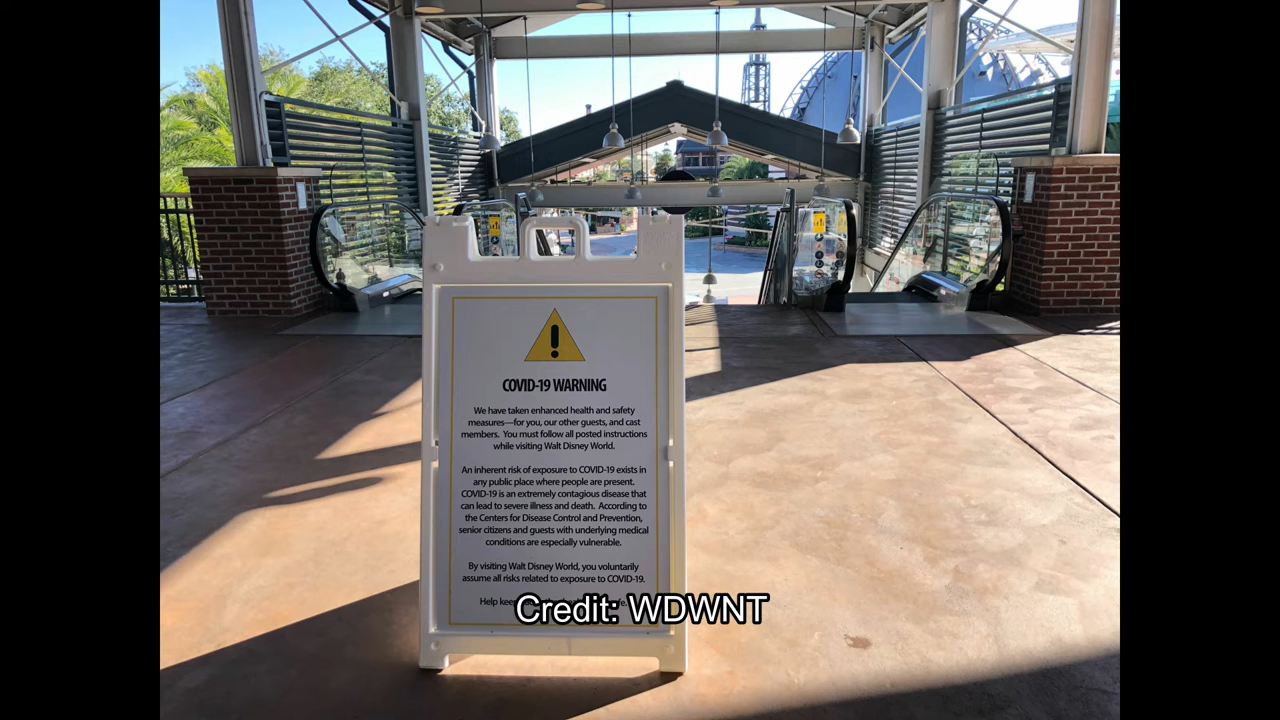 COVID-19 WARNING
We have taken enhanced health and safety
measures—for you, our other guests, and cast
members. You must follow all posted instructions
while visiting Walt Disney World.
An inherent risk of exposure to COVID-19 exists in
any public place where people are present.
COVID-19 is an extremely contagious disease that
can lead to severe illness and death. According to
the Centers for Disease Control and Prevention,
senior citizens and guests with underlying medical
conditions are especially vulnerable.
By visiting Walt Disney World, you voluntarily
assume all risks related to exposure to COVID-19.
Help
Credit: WDWNT